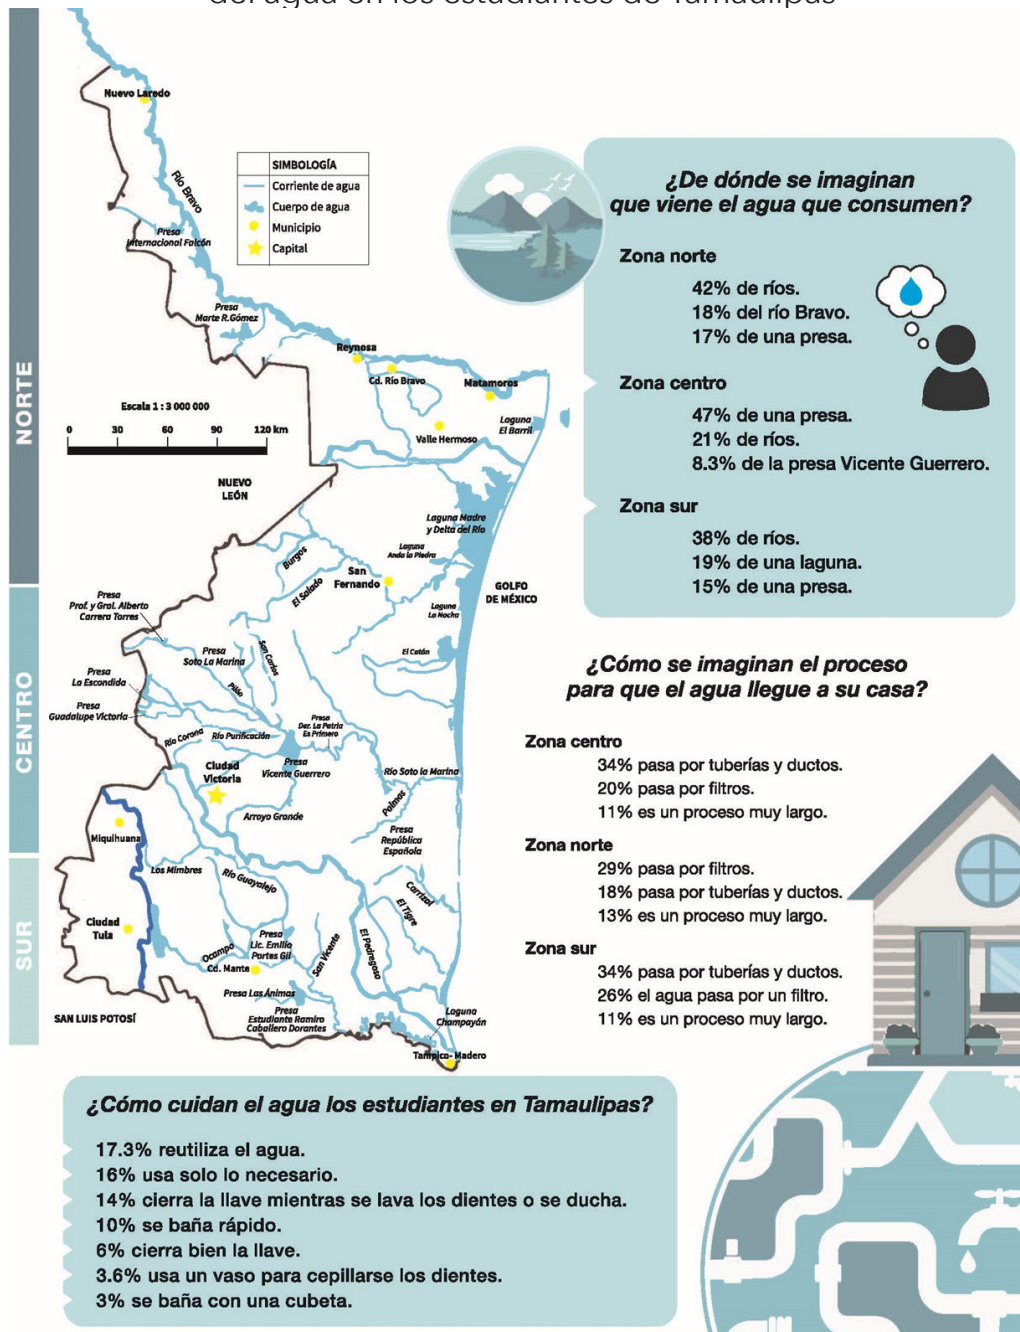 del agua en los estudiantes de Tamaulipas
NORTE
CENTRO
SUR
Nuevo Laredo
Río Bravo
SIMBOLOGÍA
Corriente de agua
Cuerpo de agua
Municipio
Capital
Presa
Internacional Falcón
Presa
Marte R.Gómez
Reynosa
Cd. Río Bravo
Matamoros
Laguna
El Barril
Valle Hermoso
Escala 1 : 3 000 000
0 30 60 90 120 km
NUEVO
LEÓN
Laguna Madre
y Delta del Río
Laguna
Anda la Piedra
Burgos
San
Fernando
El Salado
GOLFO
DE MÉXICO
Laguna
La Nacha
Presa
Prof. y Gral. Alberto
Carrera Torres
Presa
Soto La Marina
San Carlos
El Catán
Presa
La Escondida
Pilón
Presa
Guadalupe Victoria
Presa
Der. La Patria
Es Primero
Río Corona
Río Purificación
Ciudad
Victoria
Presa
Vicente Guerrero
Río Soto la Marina
Palmas
Arroyo Grande
Presa
República
Española
Miquihuana
Los Mimbres
Río Guayalejo
Carrizal
El Tigre
Ciudad
Tula
Presa
Lic. Emilio
Portes Gil
Ocampo
Cd. Mante
San Vicente
El Pedregoso
Presa Las Ánimas
Presa
Estudiante Ramiro
Caballero Dorantes
Laguna
Champayán
SAN LUIS POTOSÍ
Tampico- Madero
¿De dónde se imaginan
que viene el agua que consumen?
Zona norte
42% de ríos.
18% del río Bravo.
17% de una presa.
Zona centro
47% de una presa.
21% de ríos.
8.3% de la presa Vicente Guerrero.
Zona sur
38% de ríos.
19% de una laguna.
15% de una presa.
¿Cómo se imaginan el proceso
para que el agua llegue a su casa?
Zona centro
34% pasa por tuberías y ductos.
20% pasa por filtros.
11% es un proceso muy largo.
Zona norte
29% pasa por filtros.
18% pasa por tuberías y ductos.
13% es un proceso muy largo.
Zona sur
34% pasa por tuberías y ductos.
26% el agua pasa por un filtro.
11% es un proceso muy largo.
¿Cómo cuidan el agua los estudiantes en Tamaulipas?
17.3% reutiliza el agua.
16% usa solo lo necesario.
14% cierra la llave mientras se lava los dientes o se ducha.
10% se baña rápido.
6% cierra bien la llave.
3.6% usa un vaso para cepillarse los dientes.
3% se baña con una cubeta.